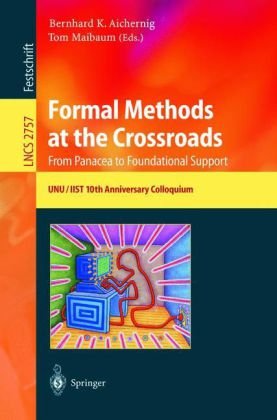 Bernhard K. Aichernig
Tom Maibaum (Eds.)
Festschrift
LNCS 2757
Formal Methods
at the Crossroads
From Panacea to Foundational Support
UNU / IIST 10th Anniversary Colloquium
Springer